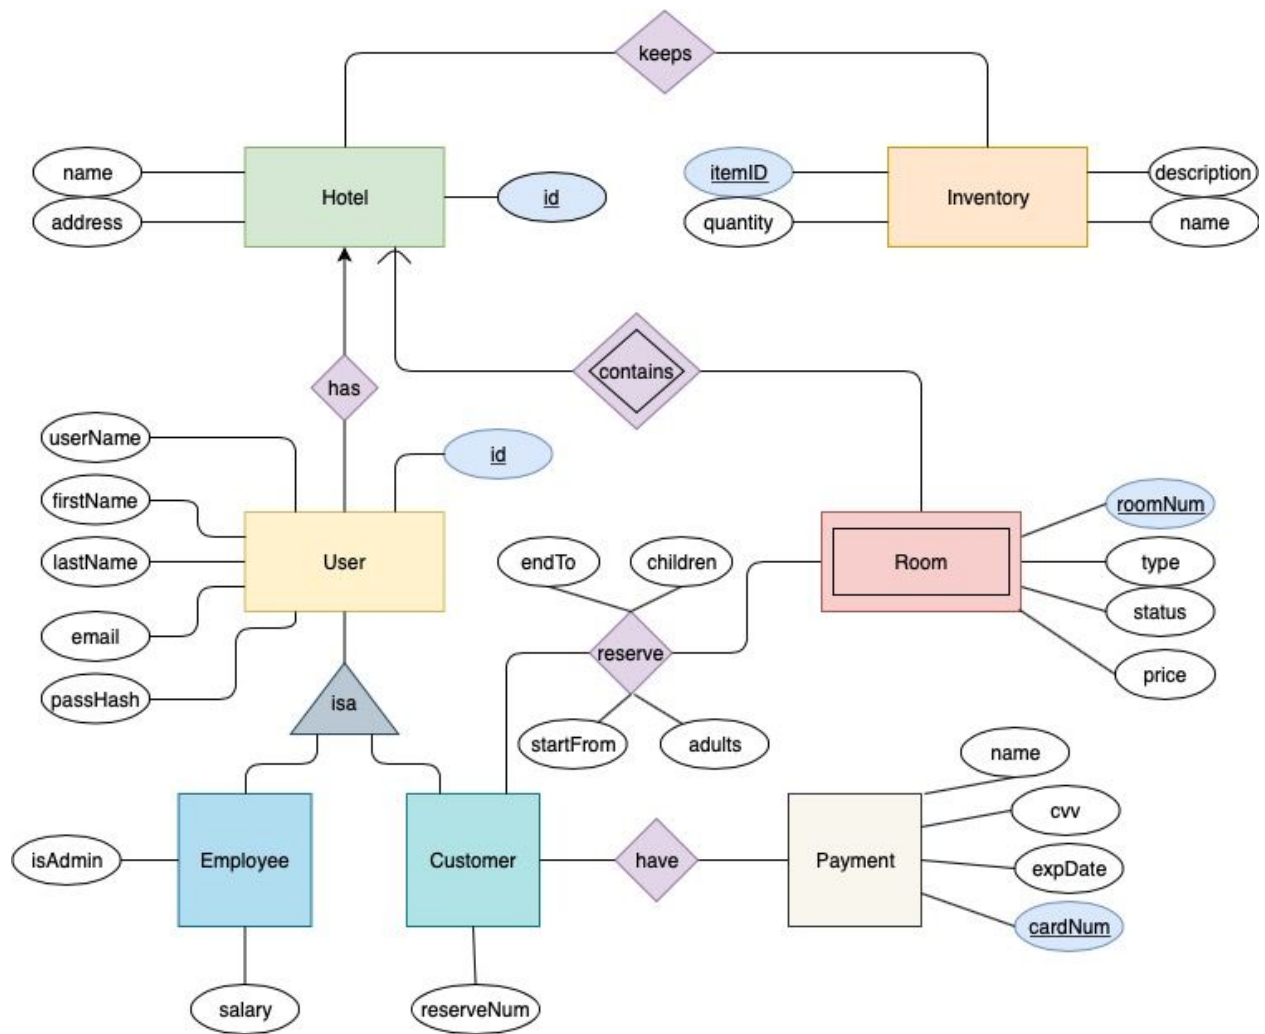 keeps
name
Hotel
id
address
itemID
Inventory
description
quantity
name
contains
has
userName
id
firstName
lastName
User
email
passHash
endTo
children
Room
roomNum
type
status
price
reserve
startFrom
adults
isa
name
isAdmin
Employee
Customer
have
Payment
cvv
expDate
cardNum
salary
reserveNum